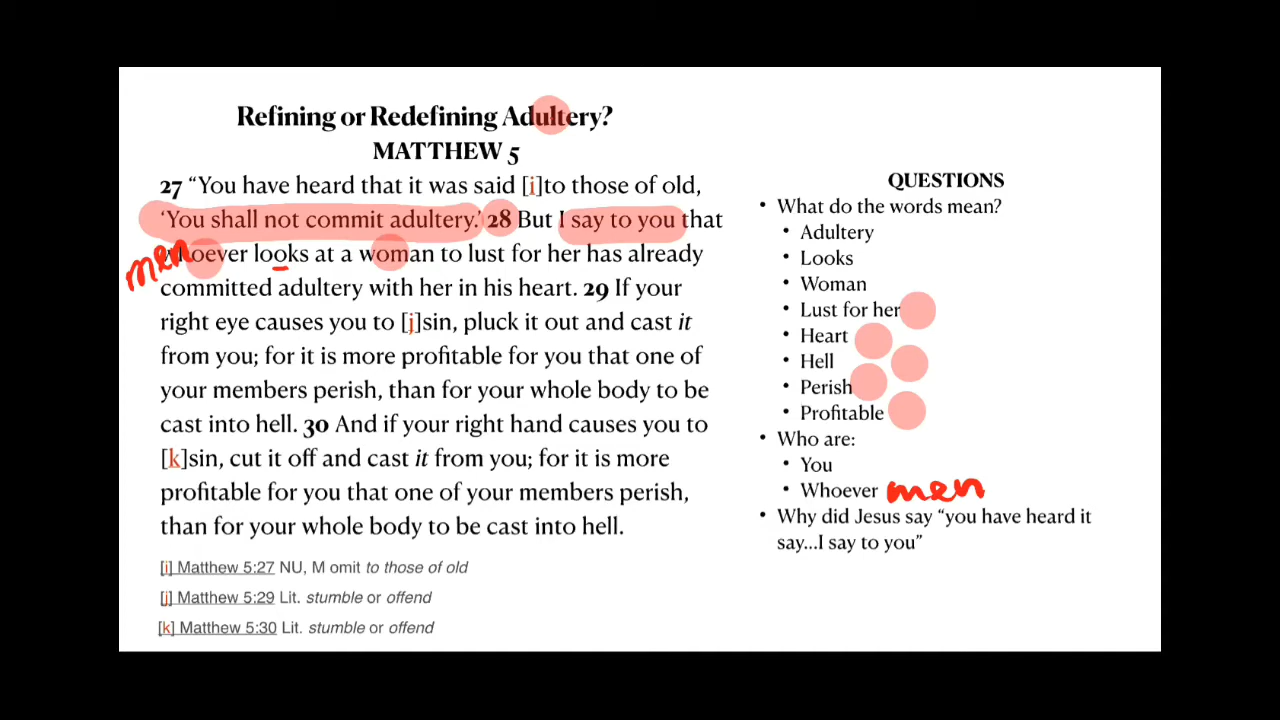 Refining or Redefining Adultery?
MATTHEW 5
27 “You have heard that it was said [i]to those of old,
‘You shall not commit adultery.’ 28 But I say to you that
men whoever looks at a woman to lust for her has already
committed adultery with her in his heart. 29 If your
right eye causes you to [j]sin, pluck it out and cast it
from you; for it is more profitable for you that one of
your members perish, than for your whole body to be
cast into hell. 30 And if your right hand causes you to
[k]sin, cut it off and cast it from you; for it is more
profitable for you that one of your members perish,
than for your whole body to be cast into hell.
[i] Matthew 5:27 NU, M omit to those of old
[j] Matthew 5:29 Lit. stumble or offend
[k] Matthew 5:30 Lit. stumble or offend
QUESTIONS
• What do the words mean?
• Adultery
• Looks
• Woman
• Lust for her
• Heart
• Hell
• Perish
• Profitable
• Who are:
• You
• Whoever men
• Why did Jesus say “you have heard it
say...I say to you”